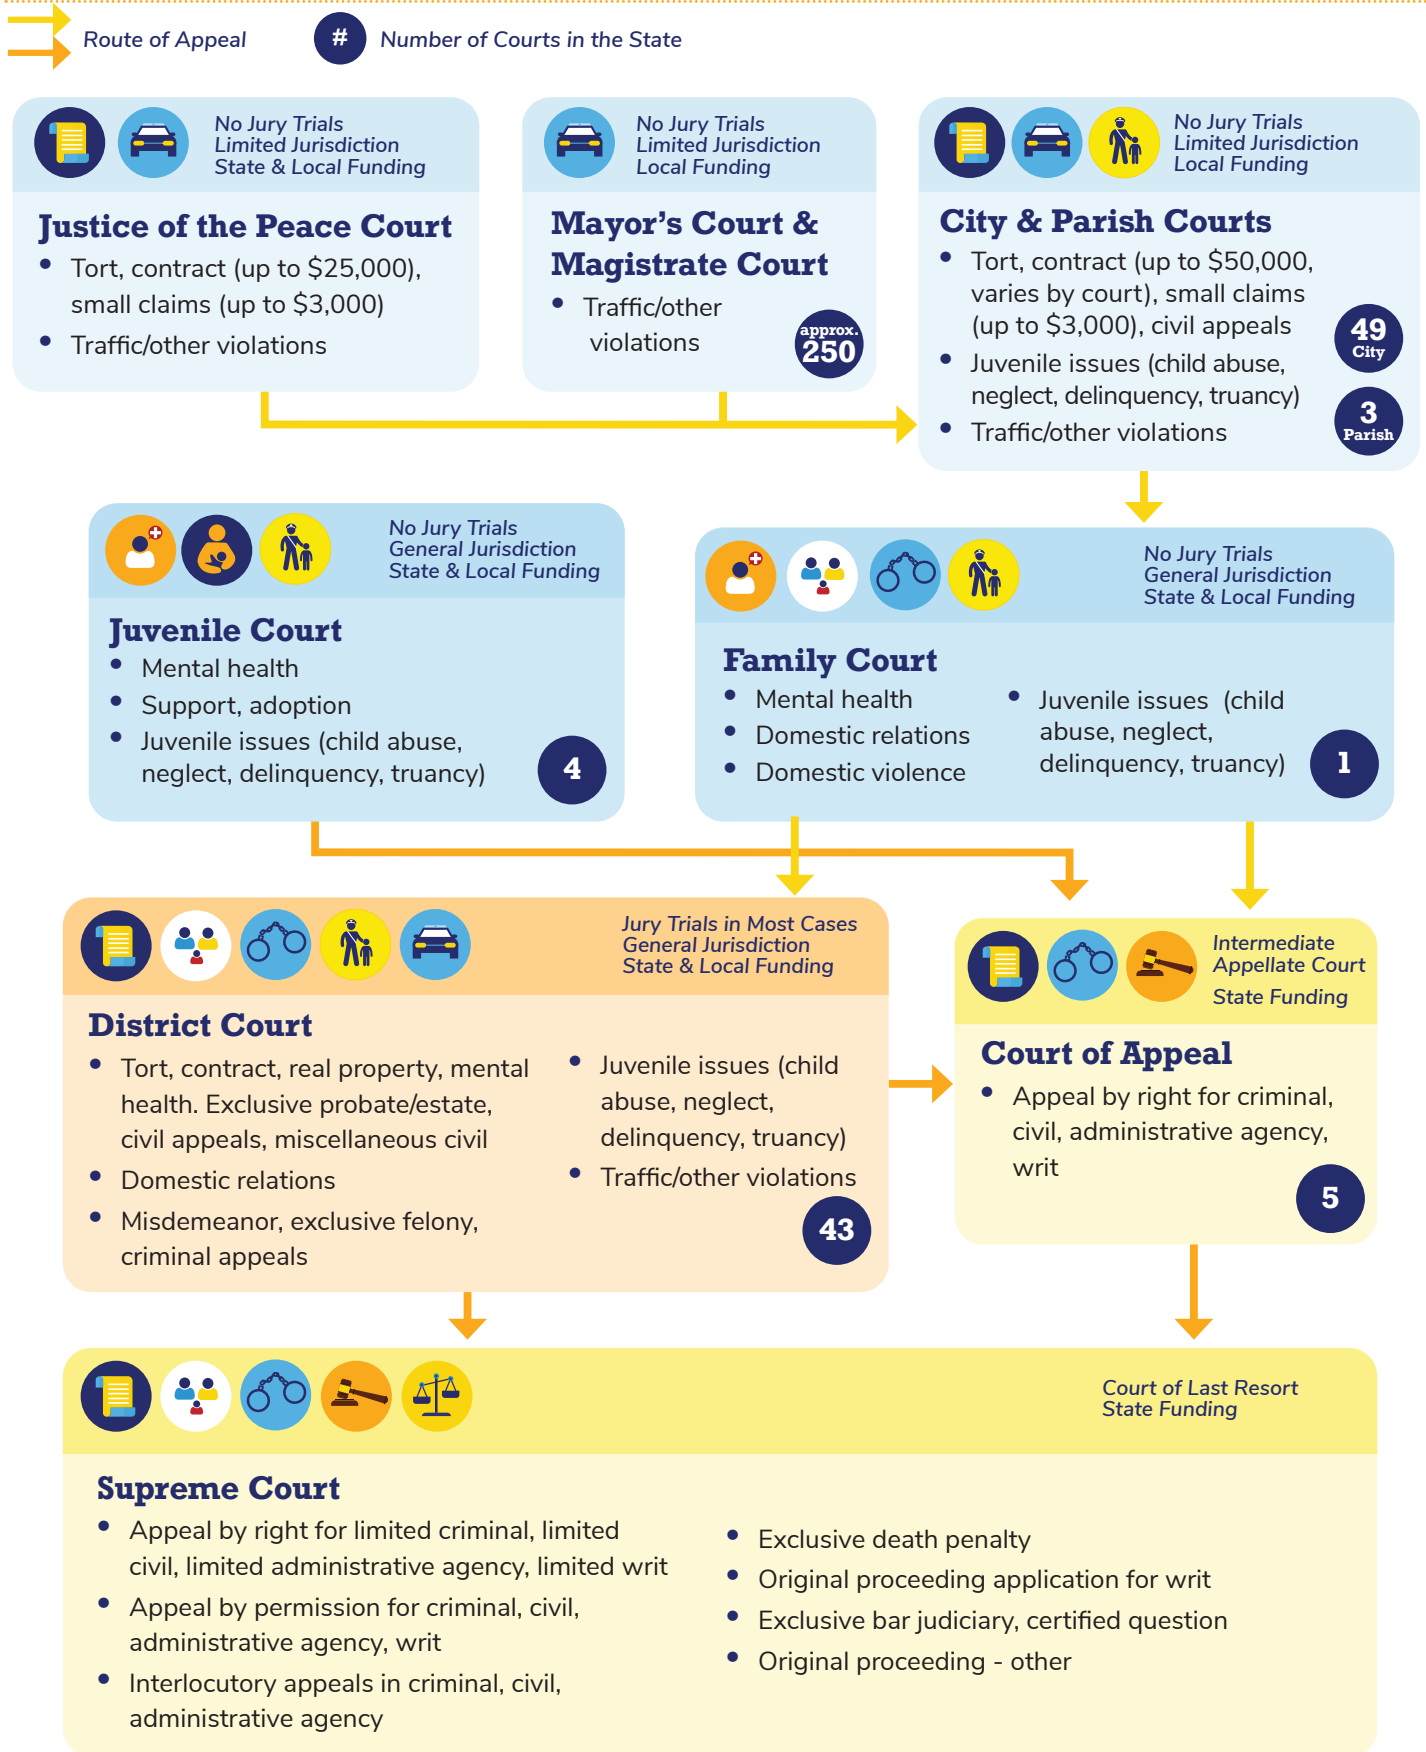 Route of Appeal
# Number of Courts in the State
No Jury Trials
Limited Jurisdiction
State & Local Funding
Justice of the Peace Court
• Tort, contract (up to $25,000),
small claims (up to $3,000)
• Traffic/other violations
No Jury Trials
Limited Jurisdiction
Local Funding
Mayor’s Court &
Magistrate Court
• Traffic/other
violations
approx.
250
No Jury Trials
Limited Jurisdiction
Local Funding
City & Parish Courts
• Tort, contract (up to $50,000,
varies by court), small claims
(up to $3,000), civil appeals
• Juvenile issues (child abuse,
neglect, delinquency, truancy)
• Traffic/other violations
49
City
3
Parish
No Jury Trials
General Jurisdiction
State & Local Funding
Juvenile Court
• Mental health
• Support, adoption
• Juvenile issues (child abuse,
neglect, delinquency, truancy)
4
No Jury Trials
General Jurisdiction
State & Local Funding
Family Court
• Mental health
• Domestic relations
• Domestic violence
• Juvenile issues (child
abuse, neglect,
delinquency, truancy)
1
Jury Trials in Most Cases
General Jurisdiction
State & Local Funding
District Court
• Tort, contract, real property, mental
health. Exclusive probate/estate,
civil appeals, miscellaneous civil
• Domestic relations
• Misdemeanor, exclusive felony,
criminal appeals
• Juvenile issues (child
abuse, neglect,
delinquency, truancy)
• Traffic/other violations
43
Intermediate
Appellate Court
State Funding
Court of Appeal
• Appeal by right for criminal,
civil, administrative agency,
writ
5
Court of Last Resort
State Funding
Supreme Court
• Appeal by right for limited criminal, limited
civil, limited administrative agency, limited writ
• Appeal by permission for criminal, civil,
administrative agency, writ
• Interlocutory appeals in criminal, civil,
administrative agency
• Exclusive death penalty
• Original proceeding application for writ
• Exclusive bar judiciary, certified question
• Original proceeding - other